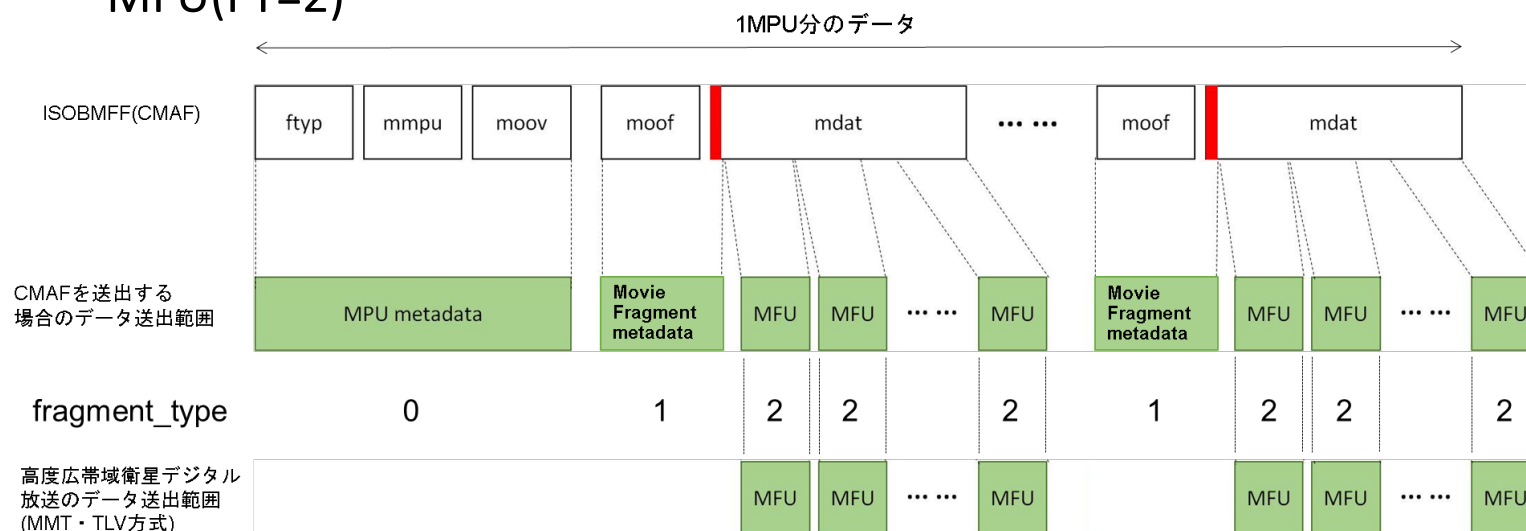 MFU(FT=2)
1MPU分のデータ
ISOBMFF(CMAF)
ftyp mmpu moov moof mdat ••• ••• moof mdat
CMAFを送出する
場合のデータ送出範囲
MPU metadata
Movie
Fragment
metadata
MFU MFU ••• ••• MFU
Movie
Fragment
metadata
MFU MFU ••• ••• MFU
fragment_type 0 1 2 2 2 1 2 2 2
高度広帯域衛星デジタル
放送のデータ送出範囲
(MMT・TLV方式)
MFU MFU ••• ••• MFU MFU MFU ••• ••• MFU